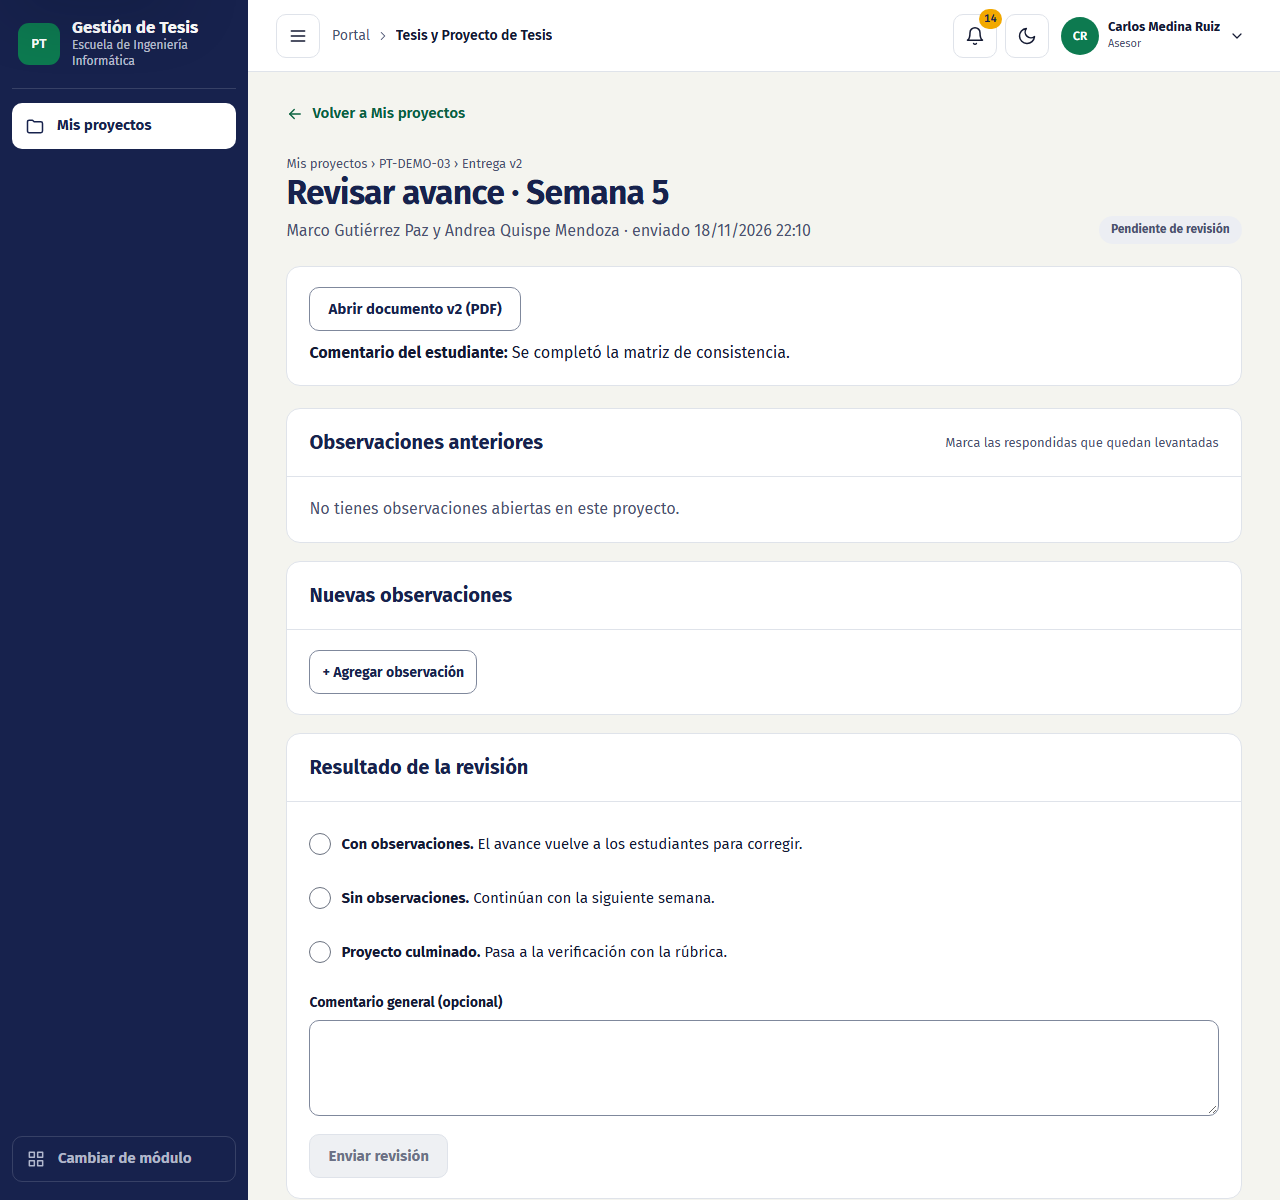 PT
Gestión de Tesis
Escuela de Ingeniería
Informática
Mis proyectos
Cambiar de módulo
Portal › Tesis y Proyecto de Tesis
14
CR
Carlos Medina Ruiz
Asesor
← Volver a Mis proyectos
Mis proyectos › PT-DEMO-03 › Entrega v2
Revisar avance · Semana 5
Marco Gutiérrez Paz y Andrea Quispe Mendoza · enviado 18/11/2026 22:10
Pendiente de revisión
Abrir documento v2 (PDF)
Comentario del estudiante: Se completó la matriz de consistencia.
Observaciones anteriores
Marca las respondidas que quedan levantadas
No tienes observaciones abiertas en este proyecto.
Nuevas observaciones
+ Agregar observación
Resultado de la revisión
Con observaciones. El avance vuelve a los estudiantes para corregir.
Sin observaciones. Continúan con la siguiente semana.
Proyecto culminado. Pasa a la verificación con la rúbrica.
Comentario general (opcional)
Enviar revisión